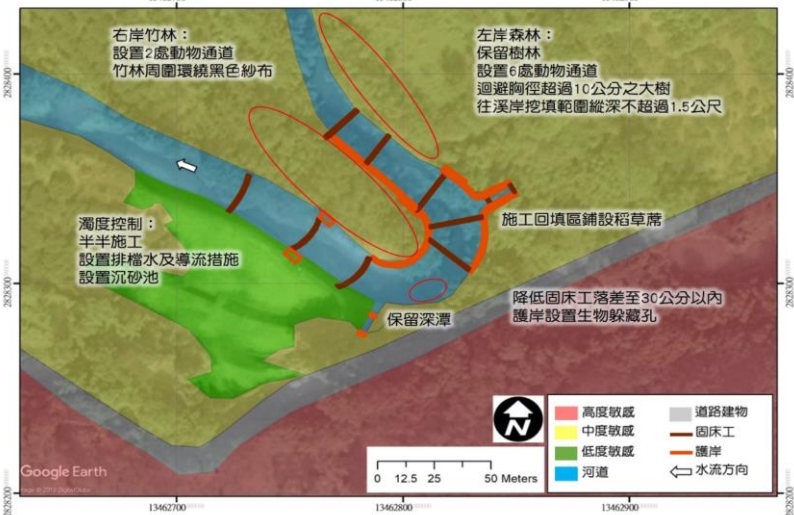 右岸竹林：
設置2處動物通道
竹林周圍環繞黑色紗布
左岸森林：
保留樹林
設置6處動物通道
迴避胸徑超過10公分之大樹
往溪岸挖填範圍縱深不超過1.5公尺
2828400
2828400
施工回填區鋪設稻草蓆
濁度控制：
半半施工
設置排檔水及導流措施
設置沉砂池
2828300
2828300
降低固床工落差至30公分以內
護岸設置生物躲藏孔
保留深潭
N
高度敏感
中度敏感
低度敏感
河道
道路建物
固床工
護岸
水流方向
0 12.5 25 50 Meters
Google Earth
2828200
2828200
13462700
13462800
13462900